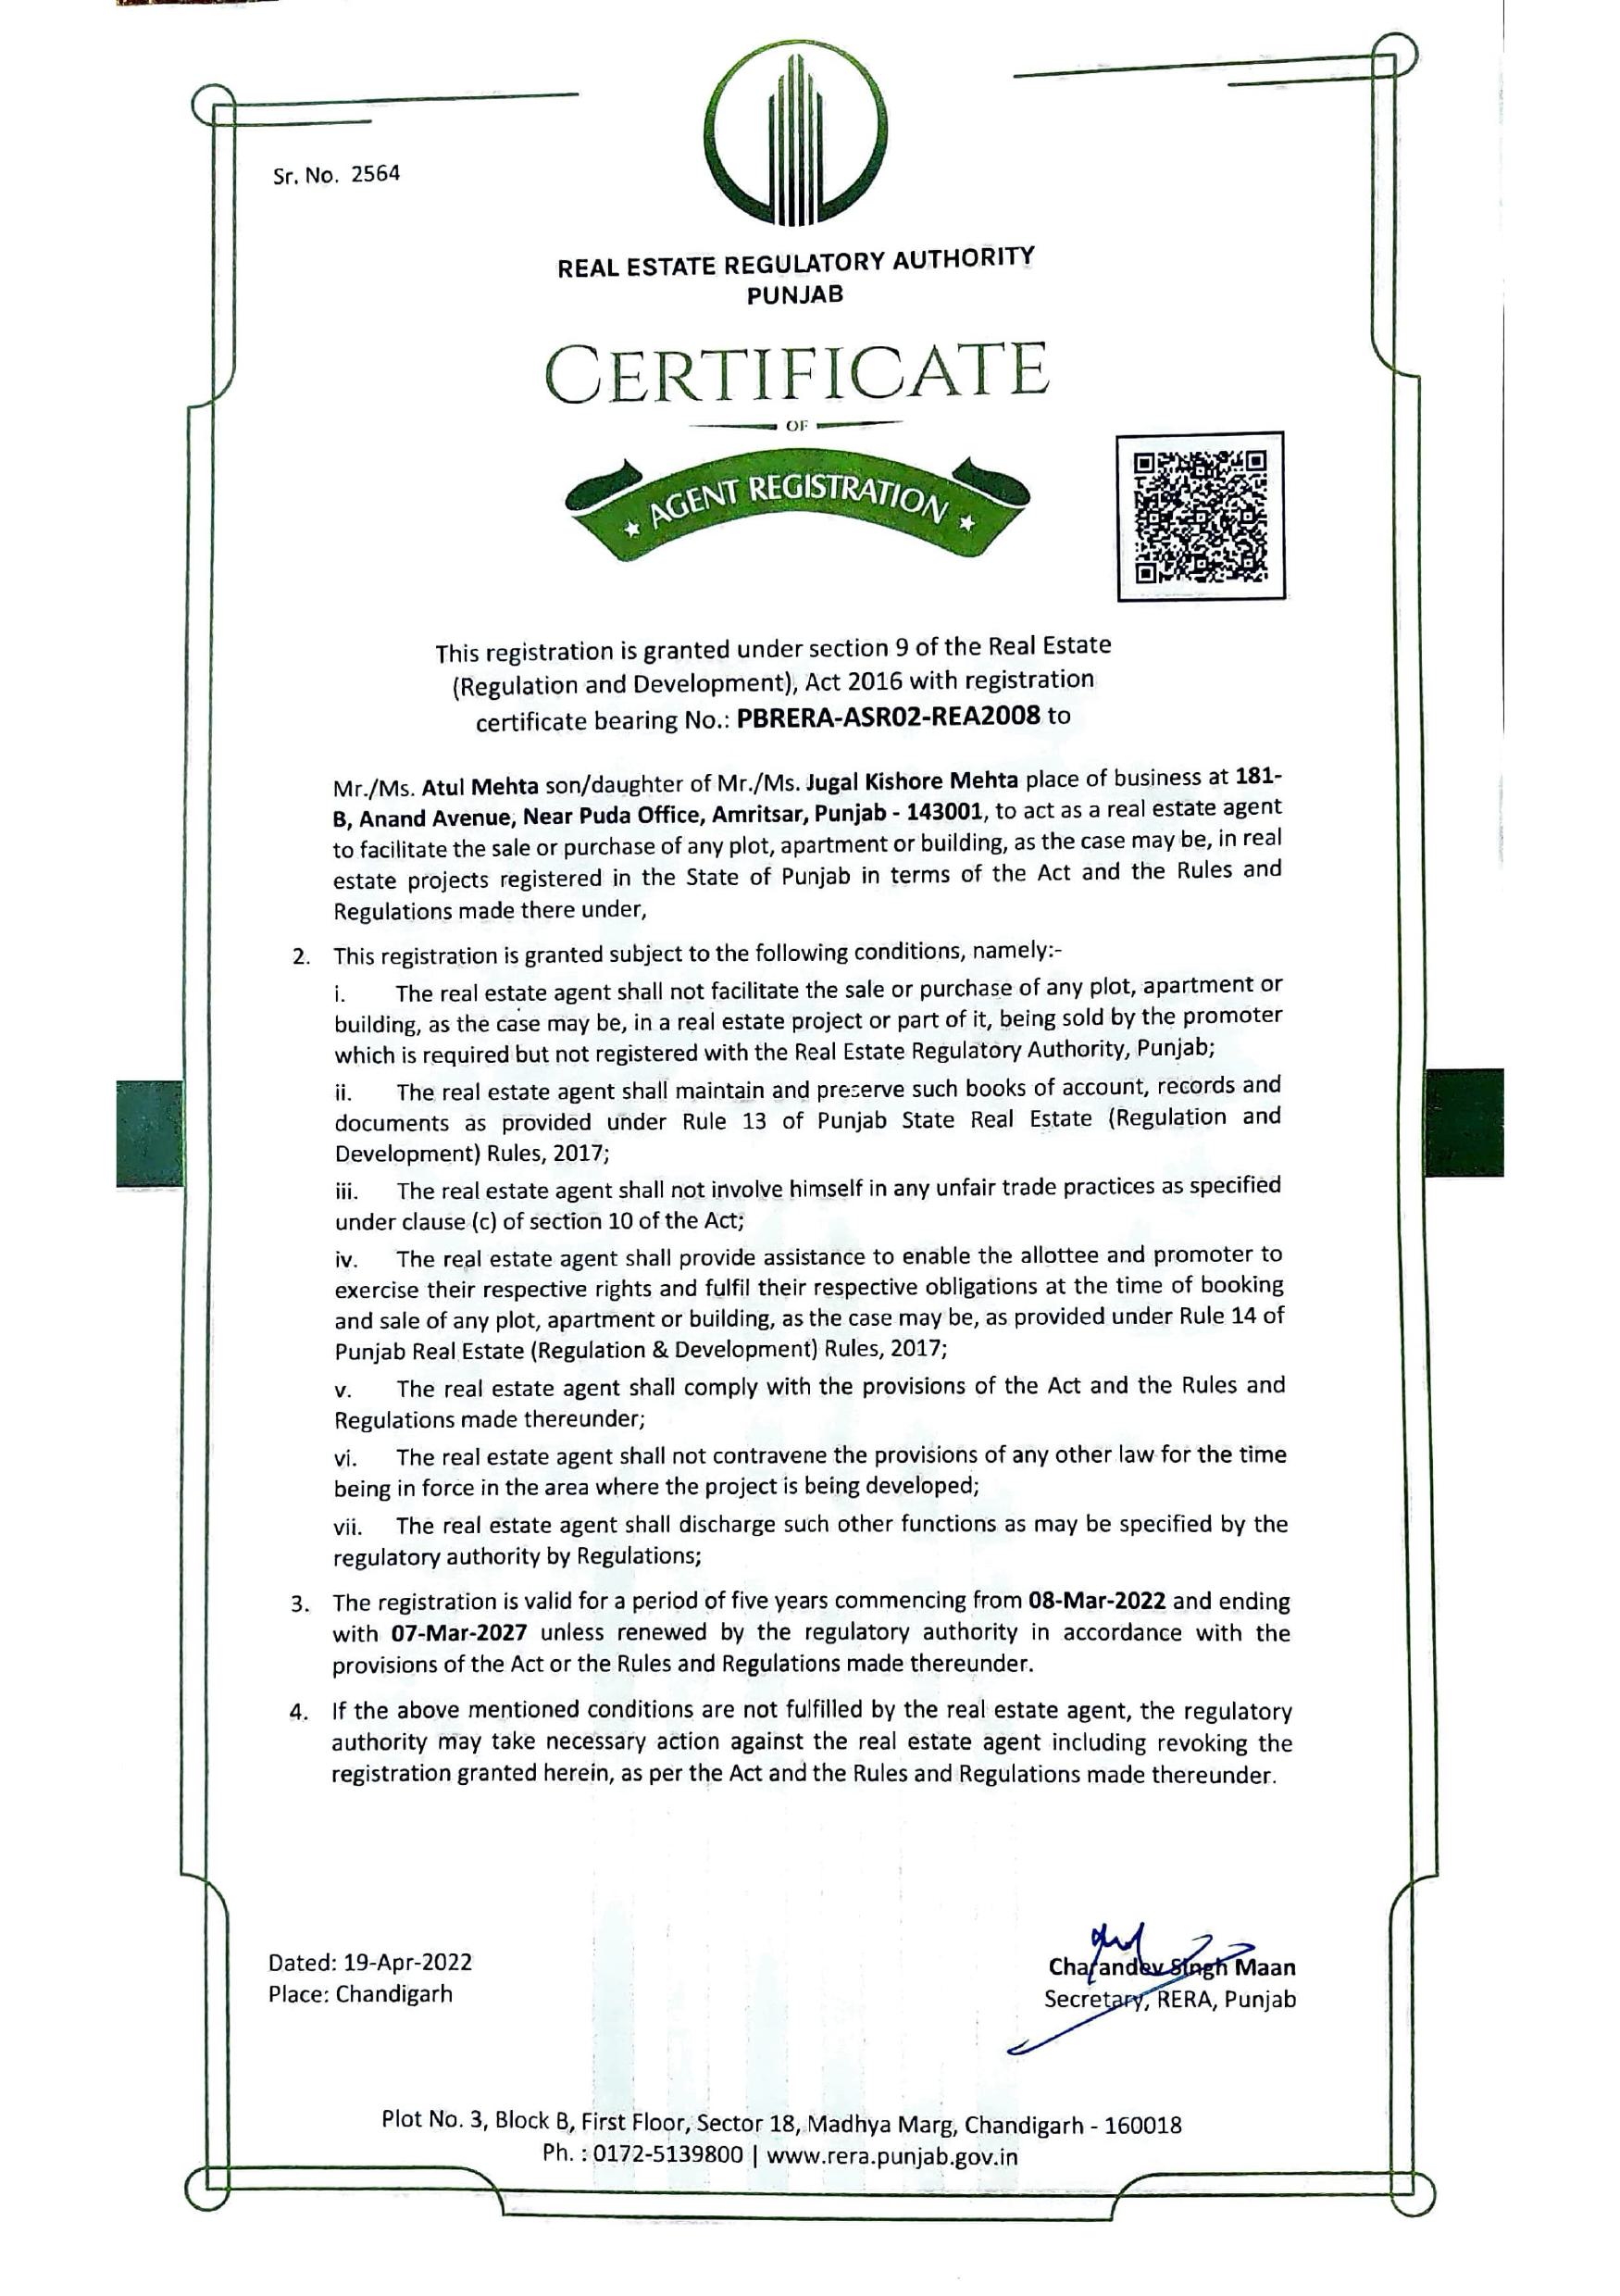 Sr. No. 2564
REAL ESTATE REGULATORY AUTHORITY
PUNJAB
CERTIFICATE
OF
AGENT REGISTRATION
This registration is granted under section 9 of the Real Estate
(Regulation and Development), Act 2016 with registration
certificate bearing No.: PBRERA-ASR02-REA2008 to
Mr./Ms. Atul Mehta son/daughter of Mr./Ms. Jugal Kishore Mehta place of business at 181-
B, Anand Avenue, Near Puda Office, Amritsar, Punjab - 143001, to act as a real estate agent
to facilitate the sale or purchase of any plot, apartment or building, as the case may be, in real
estate projects registered in the State of Punjab in terms of the Act and the Rules and
Regulations made there under,
2. This registration is granted subject to the following conditions, namely:-
i. The real estate agent shall not facilitate the sale or purchase of any plot, apartment or
building, as the case may be, in a real estate project or part of it, being sold by the promoter
which is required but not registered with the Real Estate Regulatory Authority, Punjab;
ii. The real estate agent shall maintain and preserve such books of account, records and
documents as provided under Rule 13 of Punjab State Real Estate (Regulation and
Development) Rules, 2017;
iii. The real estate agent shall not involve himself in any unfair trade practices as specified
under clause (c) of section 10 of the Act;
iv. The real estate agent shall provide assistance to enable the allottee and promoter to
exercise their respective rights and fulfil their respective obligations at the time of booking
and sale of any plot, apartment or building, as the case may be, as provided under Rule 14 of
Punjab Real Estate (Regulation & Development) Rules, 2017;
v. The real estate agent shall comply with the provisions of the Act and the Rules and
Regulations made thereunder;
vi. The real estate agent shall not contravene the provisions of any other law for the time
being in force in the area where the project is being developed;
vii. The real estate agent shall discharge such other functions as may be specified by the
regulatory authority by Regulations;
3. The registration is valid for a period of five years commencing from 08-Mar-2022 and ending
with 07-Mar-2027 unless renewed by the regulatory authority in accordance with the
provisions of the Act or the Rules and Regulations made thereunder.
4. If the above mentioned conditions are not fulfilled by the real estate agent, the regulatory
authority may take necessary action against the real estate agent including revoking the
registration granted herein, as per the Act and the Rules and Regulations made thereunder.
Dated: 19-Apr-2022
Place: Chandigarh
Charandev Singh Maan
Secretary, RERA, Punjab
Plot No. 3, Block B, First Floor, Sector 18, Madhya Marg, Chandigarh - 160018
Ph. : 0172-5139800 | www.rera.punjab.gov.in